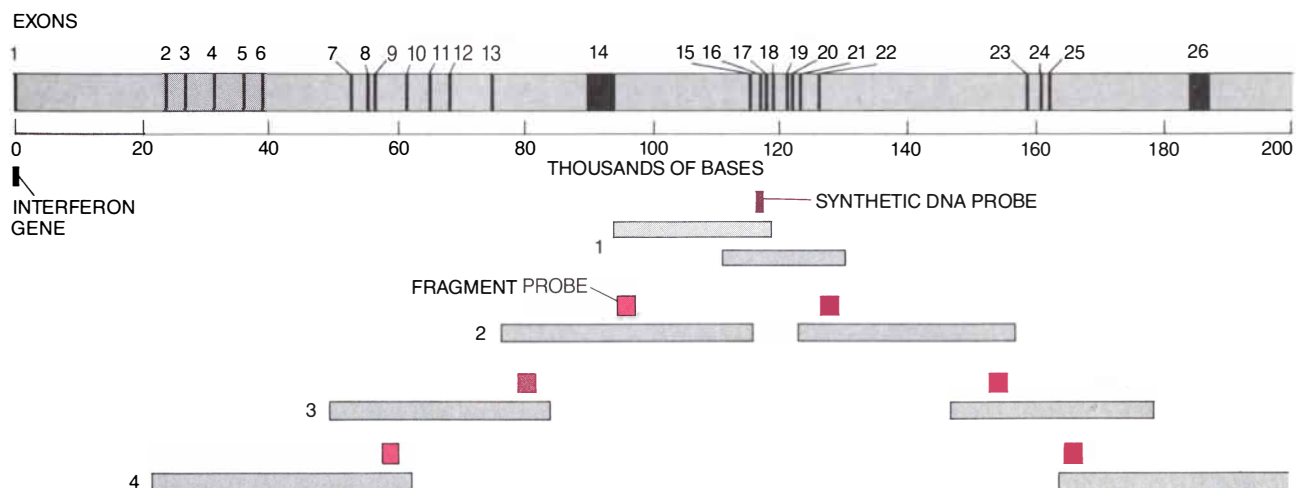 EXONS
1 2 3 4 5 6 7 8 9 10 11 12 13 14 15 16 17 18 19 20 21 22 23 24 25 26
0 20 40 60 80 100 120 140 160 180 200
THOUSANDS OF BASES
INTERFERON
GENE
SYNTHETIC DNA PROBE
1
FRAGMENT PROBE
2
3
4